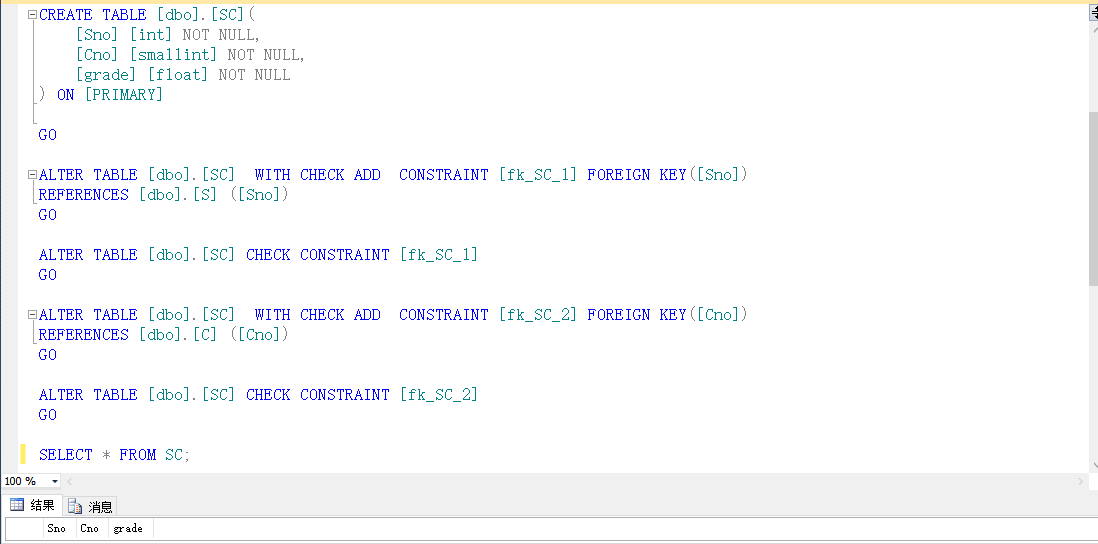 CREATE TABLE [dbo].[SC](
    [Sno] [int] NOT NULL,
    [Cno] [smallint] NOT NULL,
    [grade] [float] NOT NULL
) ON [PRIMARY]
GO
ALTER TABLE [dbo].[SC]  WITH CHECK ADD  CONSTRAINT [fk_SC_1] FOREIGN KEY([Sno])
REFERENCES [dbo].[S] ([Sno])
GO
ALTER TABLE [dbo].[SC] CHECK CONSTRAINT [fk_SC_1]
GO
ALTER TABLE [dbo].[SC]  WITH CHECK ADD  CONSTRAINT [fk_SC_2] FOREIGN KEY([Cno])
REFERENCES [dbo].[C] ([Cno])
GO
ALTER TABLE [dbo].[SC] CHECK CONSTRAINT [fk_SC_2]
GO
SELECT * FROM SC;
100 %
结果 消息
Sno Cno grade